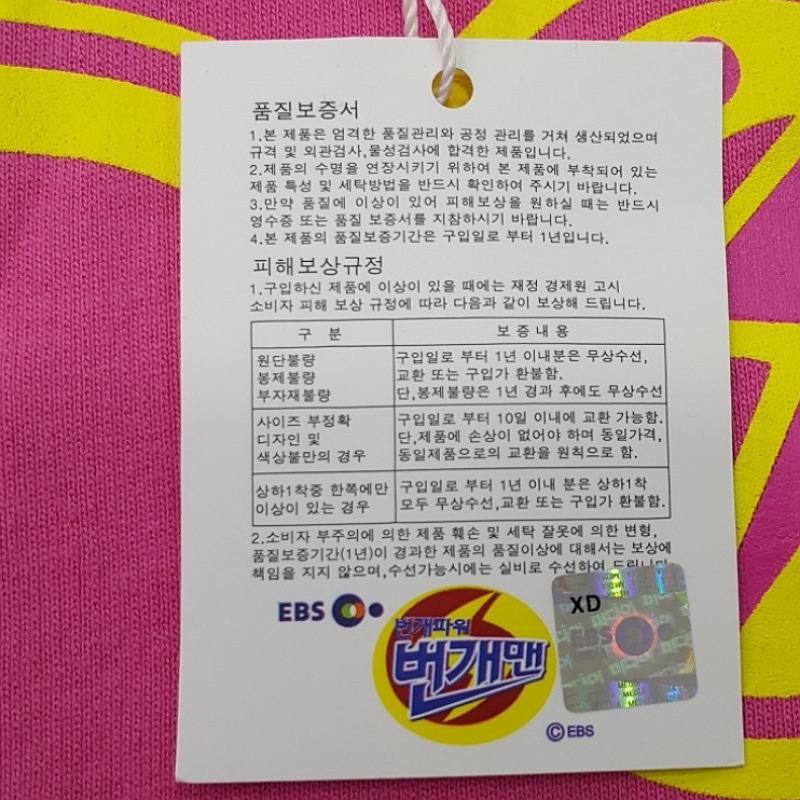 품질보증서
1.본 제품은 엄격한 품질관리와 공정 관리를 거쳐 생산되었으며
규격 및 외관검사,물성검사에 합격한 제품입니다.
2.제품의 수명을 연장시키기 위하여 본 제품에 부착되어 있는
제품 특성 및 세탁방법을 반드시 확인하여 주시기 바랍니다.
3.만약 품질에 이상이 있어 피해보상을 원하실 때는 반드시
영수증 또는 품질 보증서를 지참하시기 바랍니다.
4.본 제품의 품질보증기간은 구입일로 부터 1년입니다.
피해보상규정
1.구입하신 제품에 이상이 있을 때에는 재정 경제원 고시
소비자 피해 보상 규정에 따라 다음과 같이 보상해 드립니다.
구 분 보 증 내 용
원단불량
봉제불량
부자재불량
구입일로 부터 1년 이내분은 무상수선,
교환 또는 구입가 환불함.
단,봉제불량은 1년 경과 후에도 무상수선
사이즈 부정확
디자인 및
색상불만의 경우
구입일로 부터 10일 이내에 교환 가능함.
단,제품에 손상이 없어야 하며 동일가격,
동일제품으로의 교환을 원칙으로 함.
상하1착중 한쪽에만
이상이 있는 경우
구입일로 부터 1년 이내 분은 상하1착
모두 무상수선,교환 또는 구입가 환불함.
2.소비자 부주의에 의한 제품 훼손 및 세탁 잘못에 의한 변형,
품질보증기간(1년)이 경과한 제품의 품질이상에 대해서는 보상에
책임을 지지 않으며,수선가능시에는 실비로 수선하여 드립니다
EBS
번개파워
번개맨
XD
EBS
©EBS